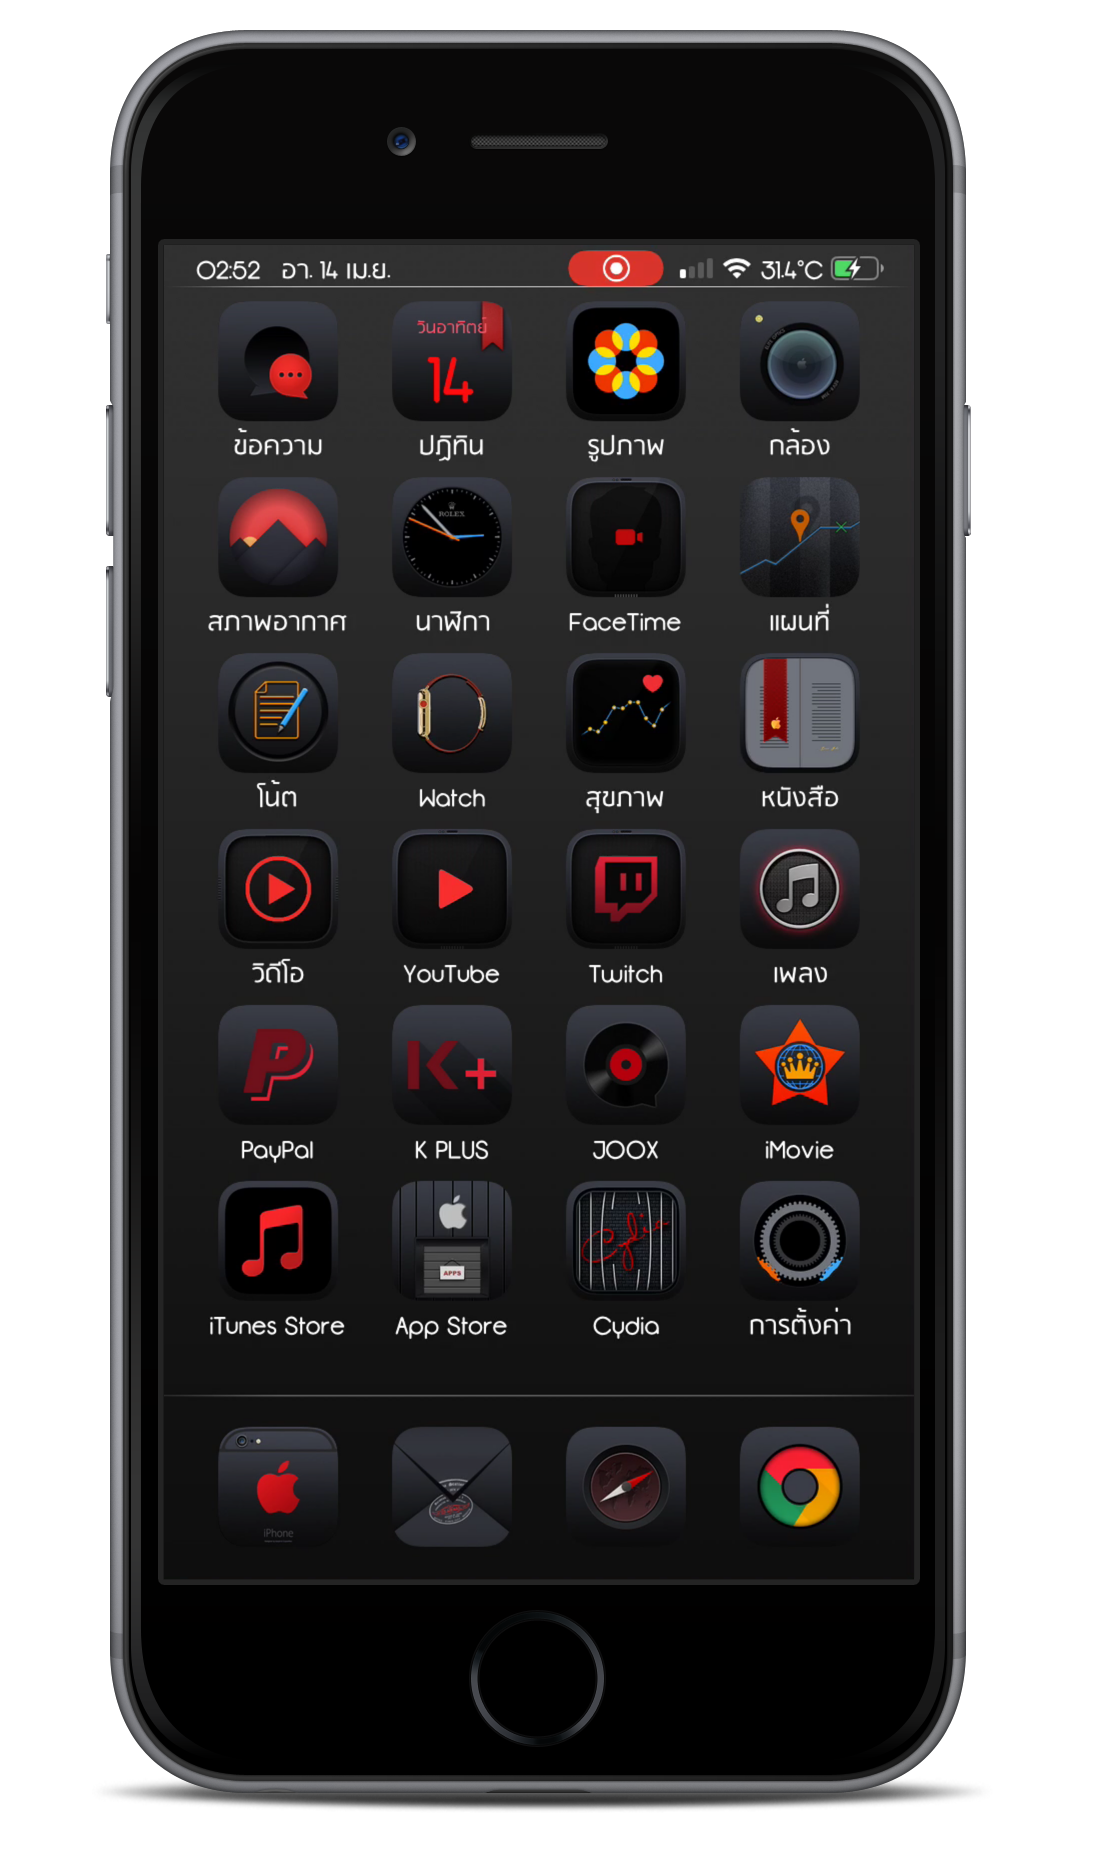 02:52 อา. 14 เม.ย. 31.4°C
วันอาทิตย์
14
ข้อความ ปฏิทิน รูปภาพ กล้อง
ROLEX
สภาพอากาศ นาฬิกา FaceTime แผนที่
โน้ต Watch สุขภาพ หนังสือ
วิดีโอ YouTube Twitch เพลง
K+
PayPal K PLUS JOOX iMovie
APPS
Cydia
iTunes Store App Store Cydia การตั้งค่า
iPhone